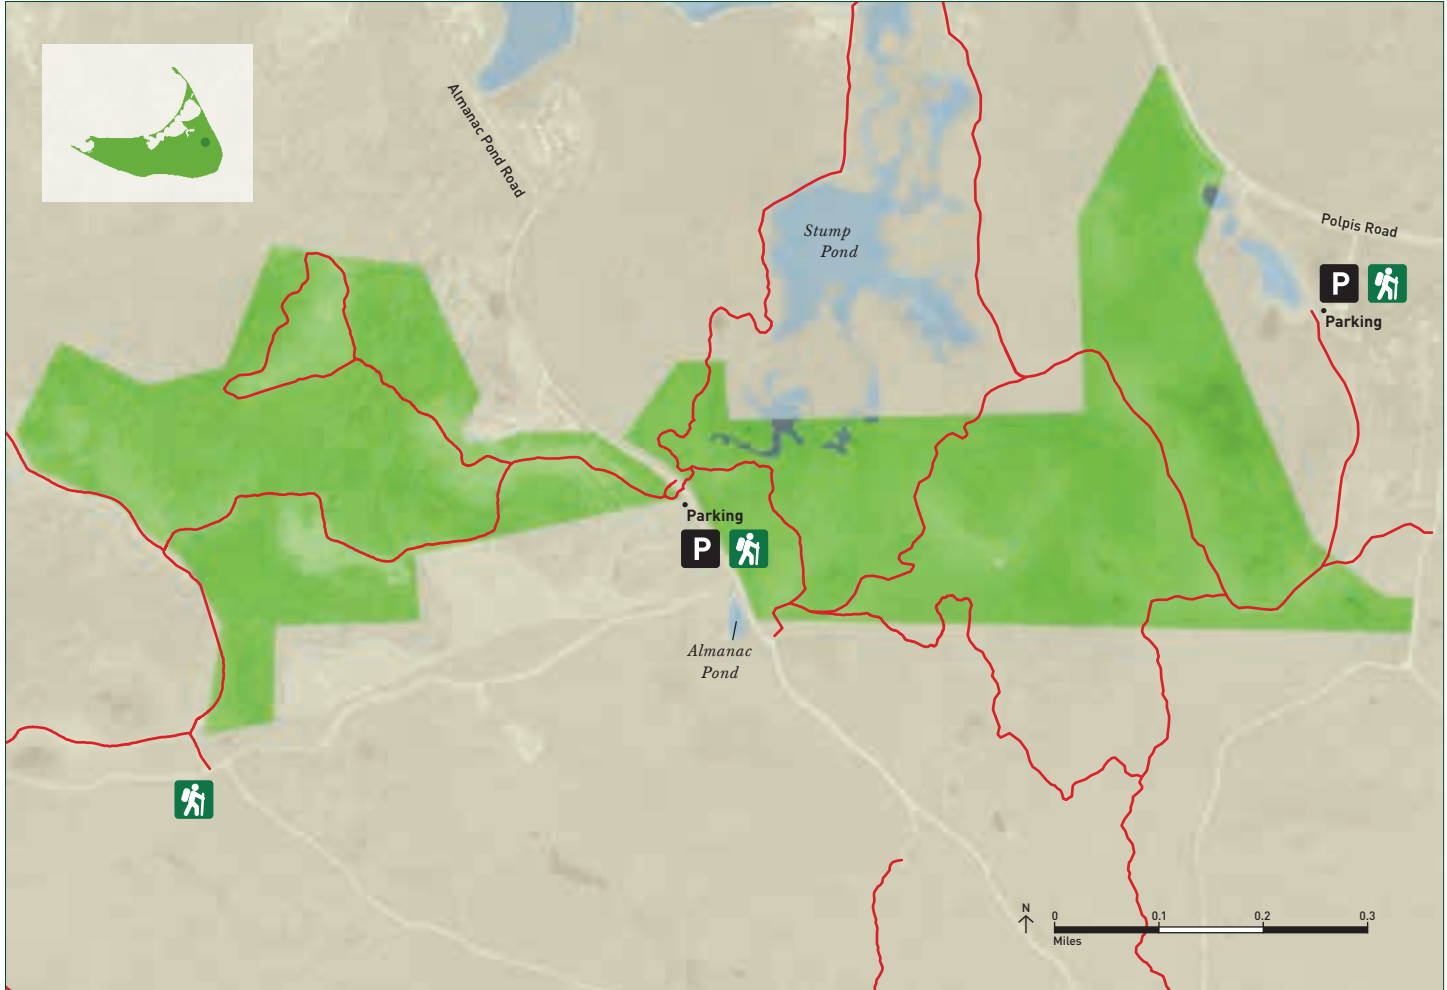 Almanac Pond Road
Stump
Pond
Polpis Road
P
Parking
Parking
P
Almanac
Pond
N
0 0.1 0.2 0.3
Miles